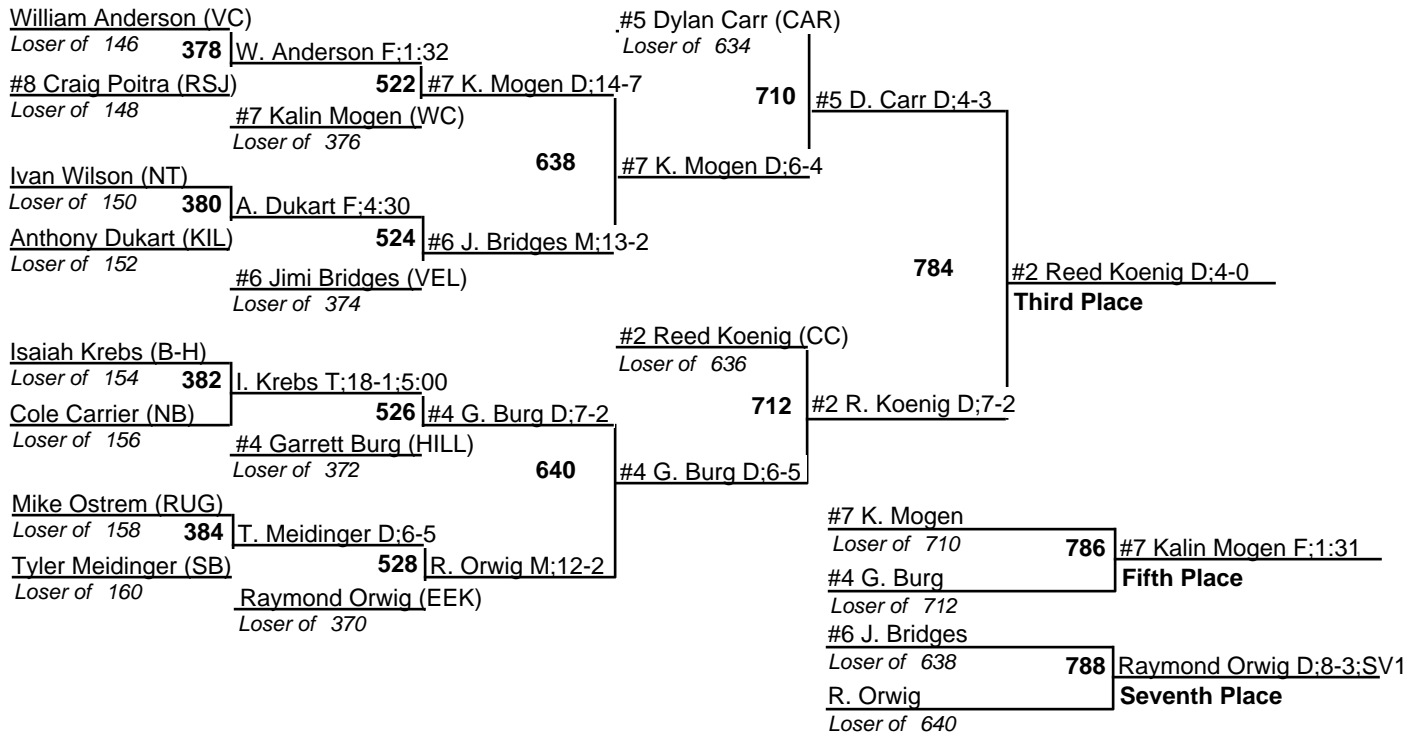 William Anderson (VC)
Loser of 146
378
W. Anderson F;1:32
#8 Craig Poitra (RSJ)
Loser of 148
522
#7 K. Mogen D;14-7
#7 Kalin Mogen (WC)
Loser of 376
638
Ivan Wilson (NT)
Loser of 150
380
A. Dukart F;4:30
Anthony Dukart (KIL)
Loser of 152
524
#6 J. Bridges M;13-2
#6 Jimi Bridges (VEL)
Loser of 374
#5 Dylan Carr (CAR)
Loser of 634
710
#5 D. Carr D;4-3
#7 K. Mogen D;6-4
784
#2 Reed Koenig D;4-0
Third Place
Isaiah Krebs (B-H)
Loser of 154
382
I. Krebs T;18-1;5:00
Cole Carrier (NB)
Loser of 156
526
#4 G. Burg D;7-2
#4 Garrett Burg (HILL)
Loser of 372
640
Mike Ostrem (RUG)
Loser of 158
384
T. Meidinger D;6-5
Tyler Meidinger (SB)
Loser of 160
528
R. Orwig M;12-2
Raymond Orwig (EEK)
Loser of 370
#2 Reed Koenig (CC)
Loser of 636
712
#2 R. Koenig D;7-2
#4 G. Burg D;6-5
#7 K. Mogen
Loser of 710
786
#7 Kalin Mogen F;1:31
Fifth Place
#4 G. Burg
Loser of 712
#6 J. Bridges
Loser of 638
788
Raymond Orwig D;8-3;SV1
Seventh Place
R. Orwig
Loser of 640